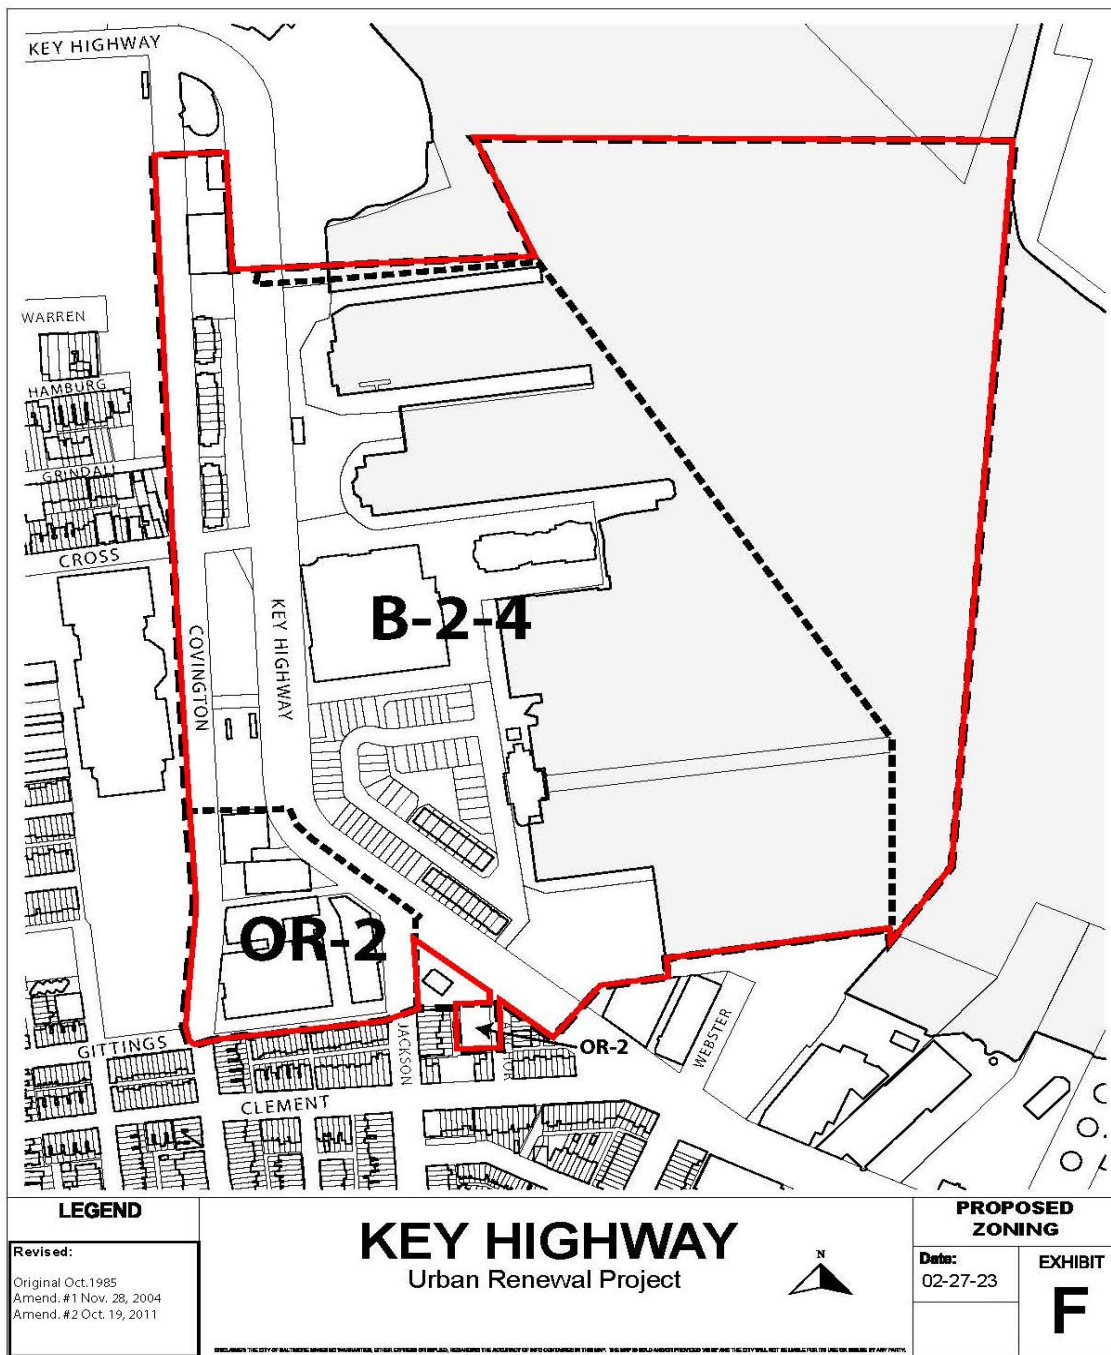 KEY HIGHWAY
WARREN
HAMBURG
GRINDALL
CROSS
COVINGTON
KEY HIGHWAY
B-2-4
OR-2
OR-2
GITTINGS
JACKSON
WEBSTER
CLEMENT
LEGEND
Revised:
Original Oct.1985
Amend. #1 Nov. 28, 2004
Amend. #2 Oct. 19, 2011
KEY HIGHWAY
Urban Renewal Project
N
PROPOSED
ZONING
Date:
02-27-23
EXHIBIT
F